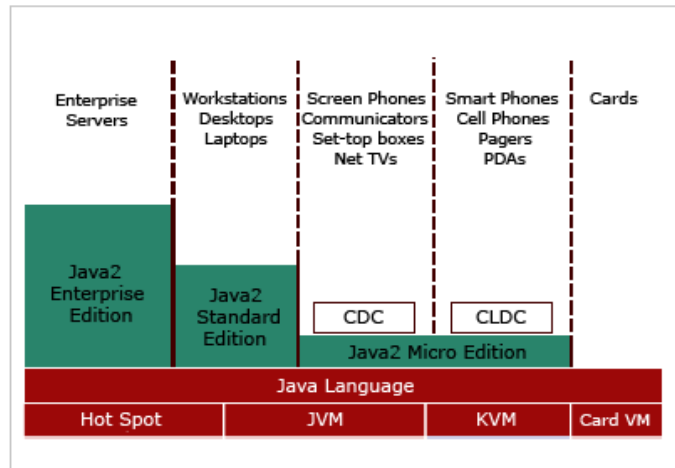 Enterprise
Servers
Workstations
Desktops
Laptops
Screen Phones
Communicators
Set-top boxes
Net TVs
Smart Phones
Cell Phones
Pagers
PDAs
Cards
Java2
Enterprise
Edition
Java2
Standard
Edition
CDC
CLDC
Java2 Micro Edition
Java Language
Hot Spot
JVM
KVM
Card VM